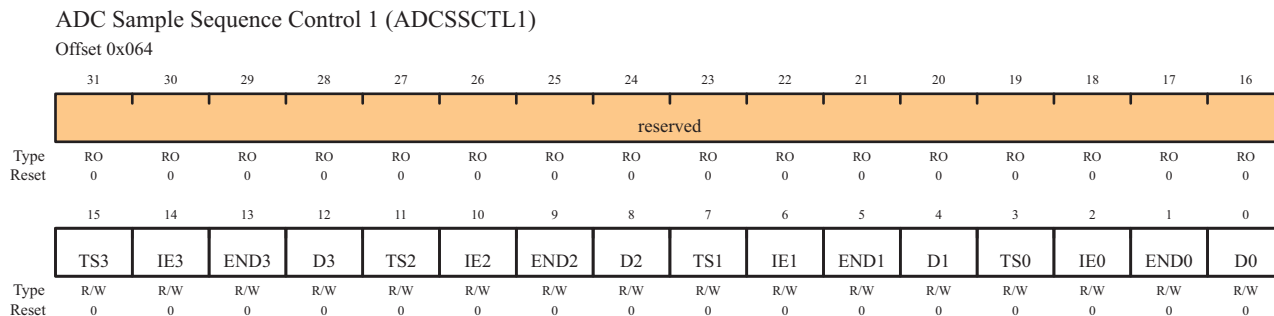 ADC Sample Sequence Control 1 (ADCSSCTL1)
Offset 0x064
31 30 29 28 27 26 25 24 23 22 21 20 19 18 17 16
reserved
Type RO RO RO RO RO RO RO RO RO RO RO RO RO RO RO RO
Reset 0 0 0 0 0 0 0 0 0 0 0 0 0 0 0 0
15 14 13 12 11 10 9 8 7 6 5 4 3 2 1 0
TS3 IE3 END3 D3 TS2 IE2 END2 D2 TS1 IE1 END1 D1 TS0 IE0 END0 D0
Type R/W R/W R/W R/W R/W R/W R/W R/W R/W R/W R/W R/W R/W R/W R/W R/W
Reset 0 0 0 0 0 0 0 0 0 0 0 0 0 0 0 0